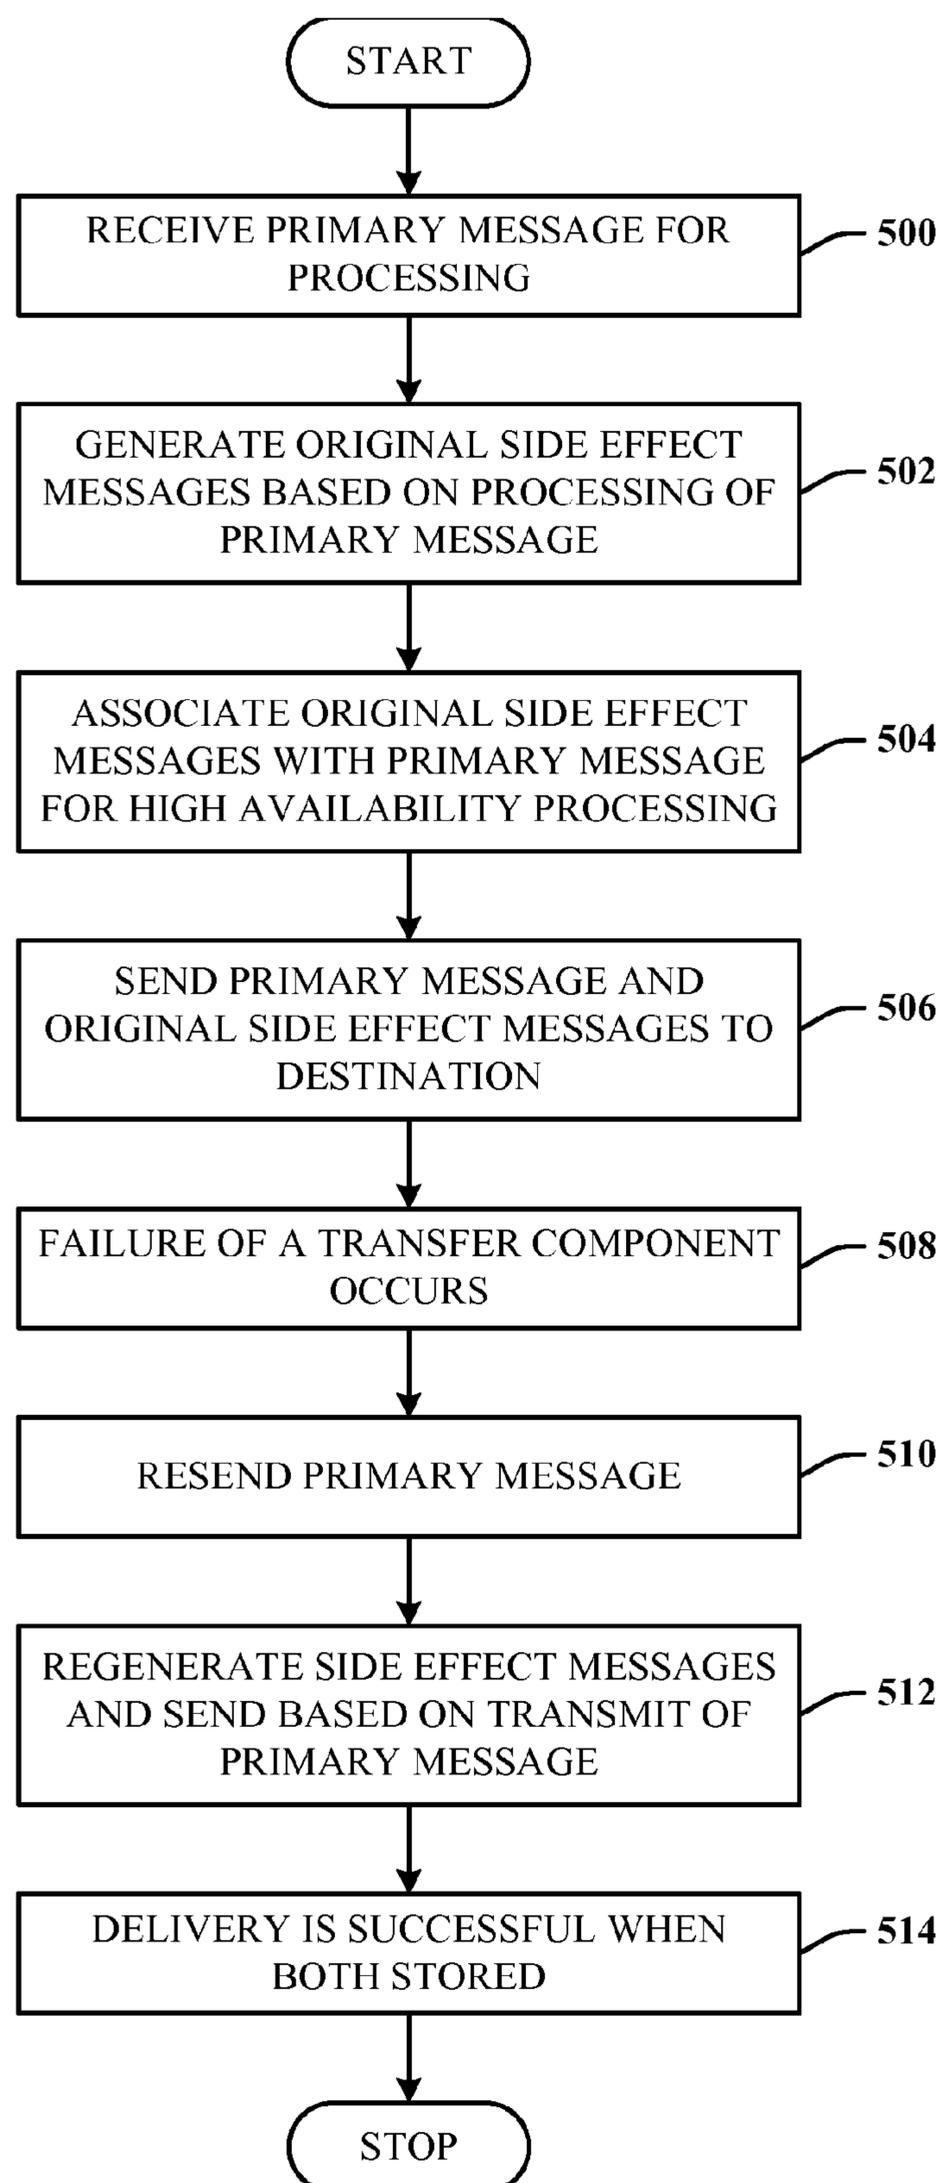 START
RECEIVE PRIMARY MESSAGE FOR
PROCESSING
500
GENERATE ORIGINAL SIDE EFFECT
MESSAGES BASED ON PROCESSING OF
PRIMARY MESSAGE
502
ASSOCIATE ORIGINAL SIDE EFFECT
MESSAGES WITH PRIMARY MESSAGE
FOR HIGH AVAILABILITY PROCESSING
504
SEND PRIMARY MESSAGE AND
ORIGINAL SIDE EFFECT MESSAGES TO
DESTINATION
506
FAILURE OF A TRANSFER COMPONENT
OCCURS
508
RESEND PRIMARY MESSAGE
510
REGENERATE SIDE EFFECT MESSAGES
AND SEND BASED ON TRANSMIT OF
PRIMARY MESSAGE
512
DELIVERY IS SUCCESSFUL WHEN
BOTH STORED
514
STOP